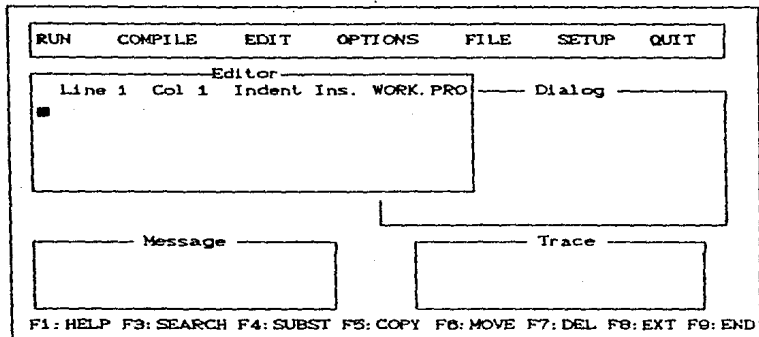 RUN COMPILE EDIT OPTIONS FILE SETUP QUIT
Editor
Line 1 Col 1 Indent Ins. WORK.PRO
Dialog
Message
Trace
F1:HELP F3:SEARCH F4:SUBST F5:COPY F6:MOVE F7:DEL F8:EXT F9:END